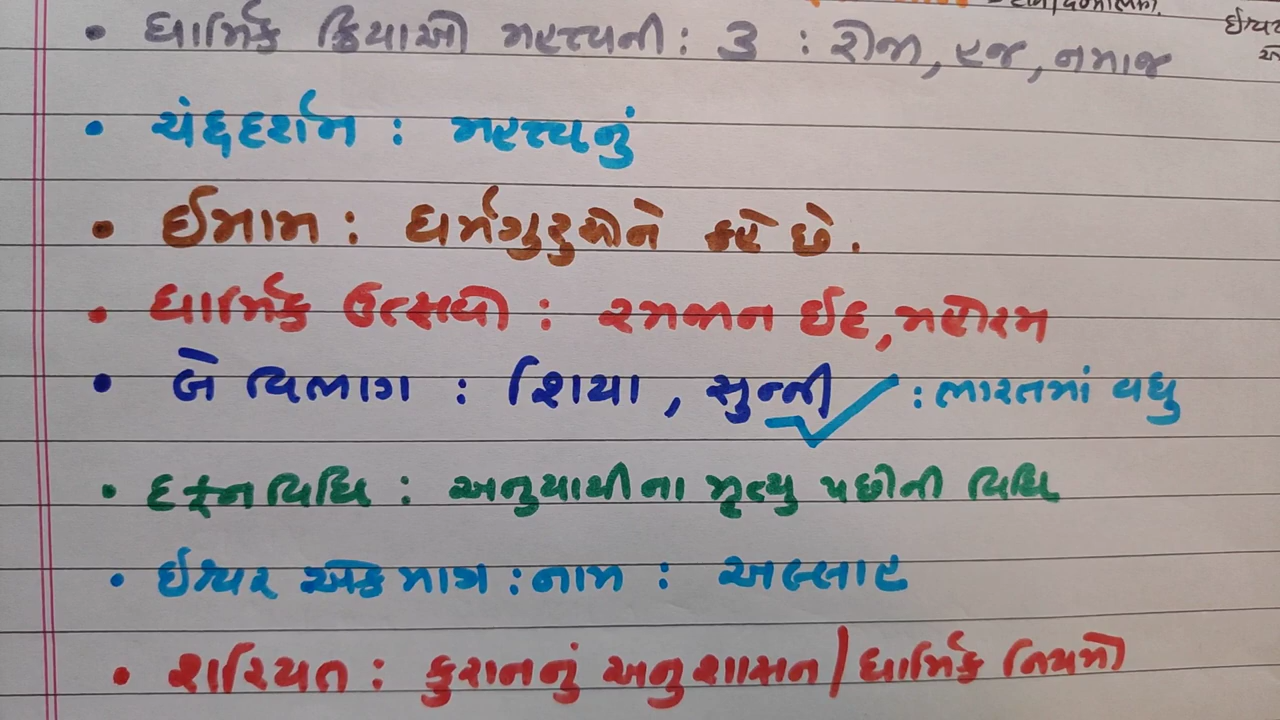 • ધાર્મિક ક્રિયાઓ મહત્ત્વની : ૩ : રોજા, હજ, નમાજ
• ચંદ્રદર્શન : મહત્ત્વનું
• ઈમામ : ધર્મગુરુઓને કહે છે.
• ધાર્મિક ઉત્સવો : રમજાન ઈદ, મહોરમ
• બે વિભાગ : શિયા, સુન્ની ✓ : ભારતમાં વધુ
• દફનવિધિ : અનુયાયીના મૃત્યુ પછીની વિધિ
• ઈશ્વર એક માત્ર : નામ : અલ્લાહ
• શરિયત : કુરાનનું અનુશાસન / ધાર્મિક નિયમો